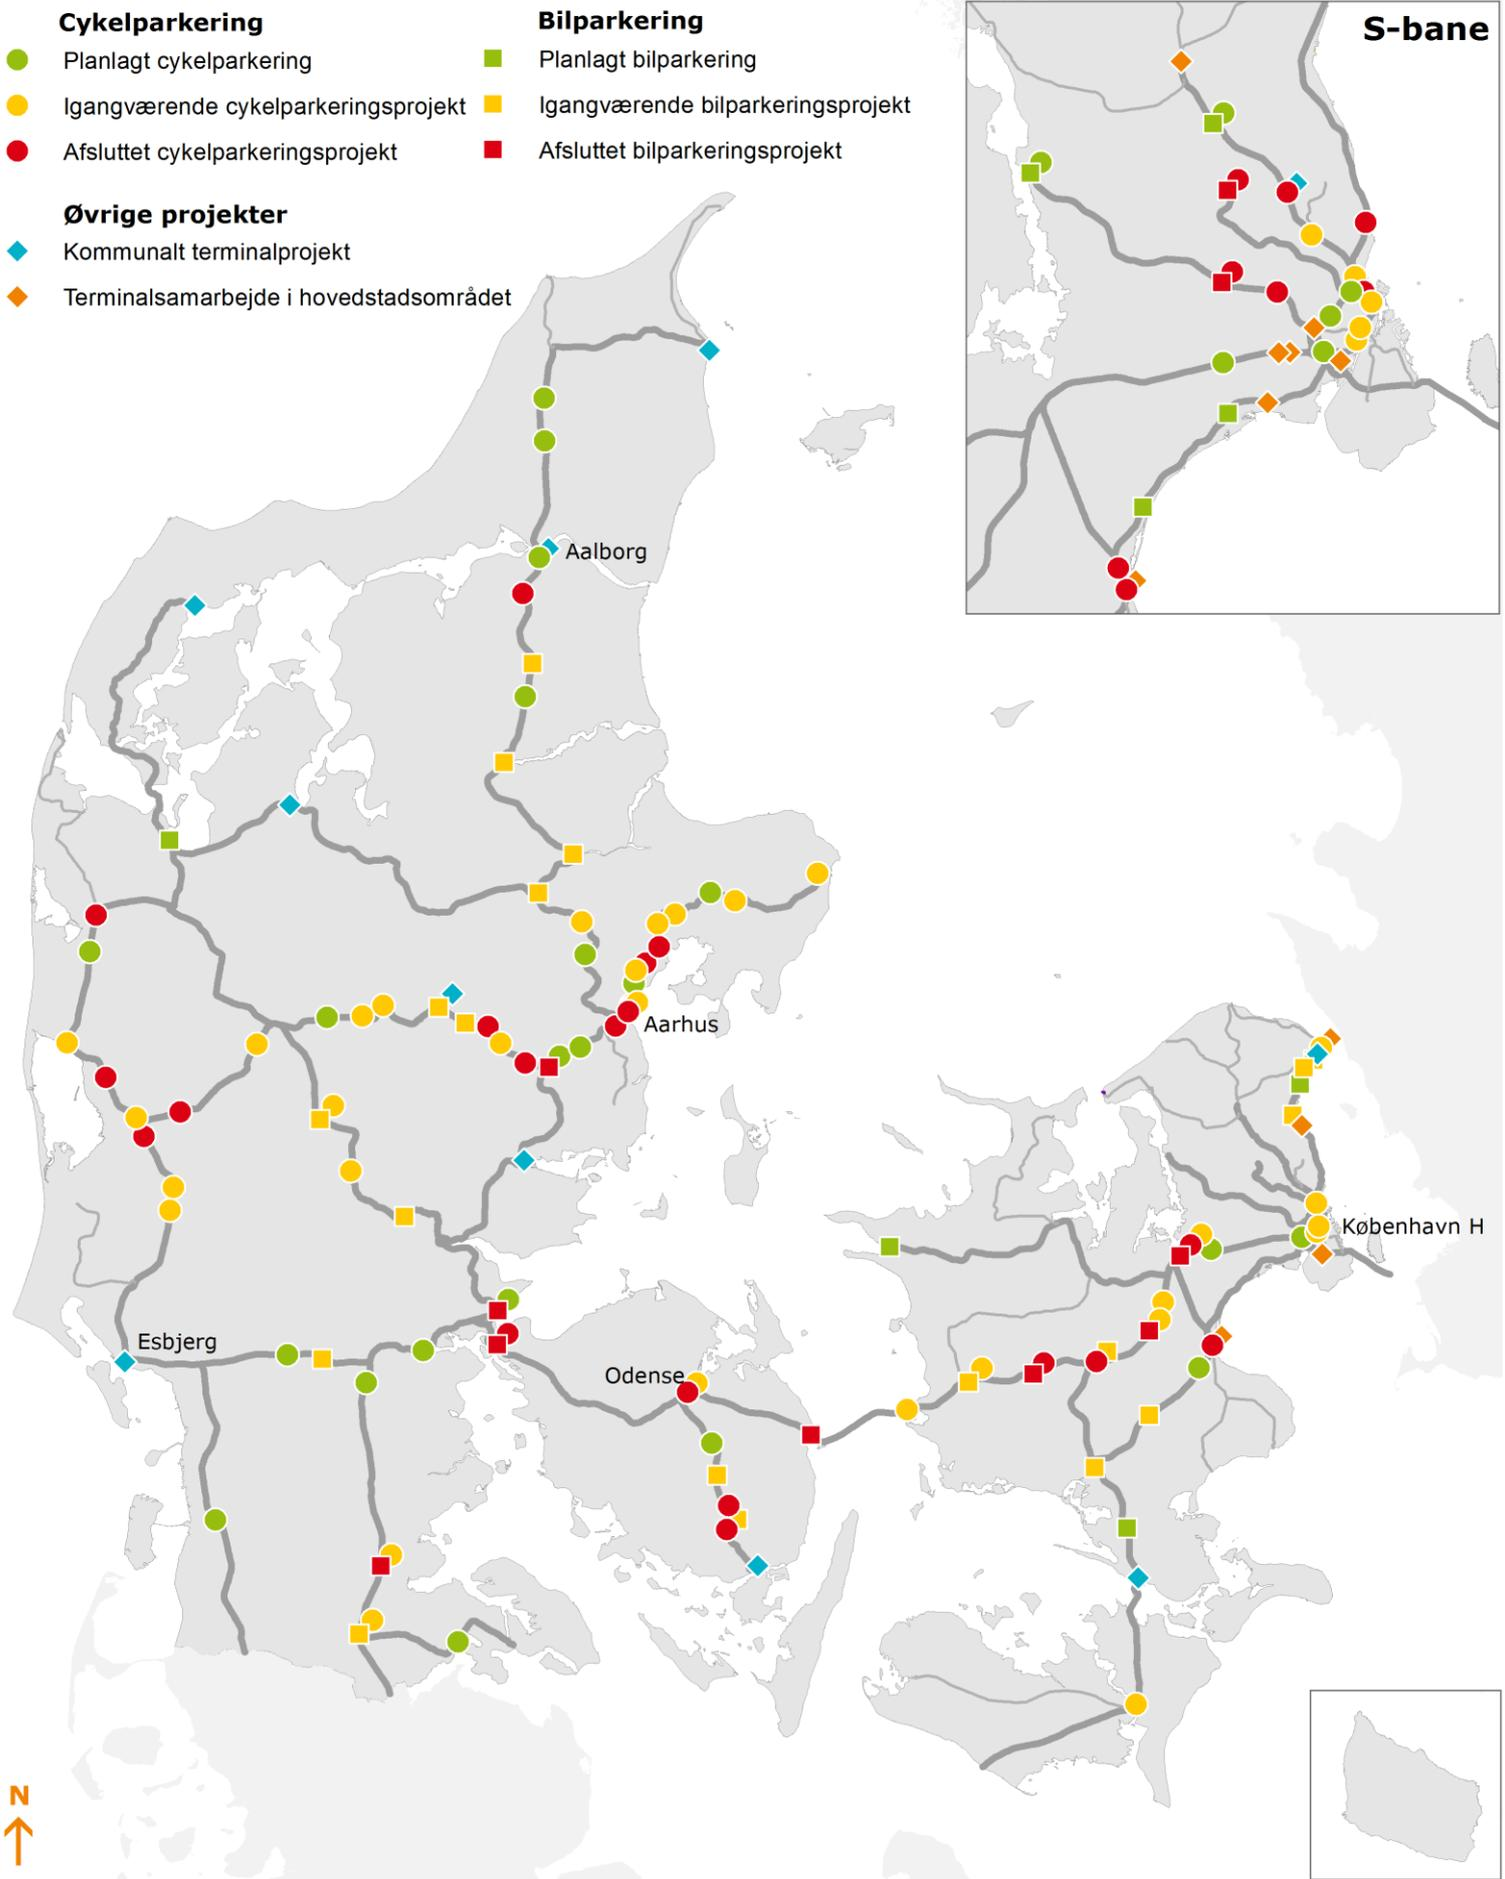 Cykelparkering
Planlagt cykelparkering
Igangværende cykelparkeringsprojekt
Afsluttet cykelparkeringsprojekt
Bilparkering
Planlagt bilparkering
Igangværende bilparkeringsprojekt
Afsluttet bilparkeringsprojekt
Øvrige projekter
Kommunalt terminalprojekt
Terminalsamarbejde i hovedstadsområdet
S-bane
Aalborg
Aarhus
København H
Esbjerg
Odense
N